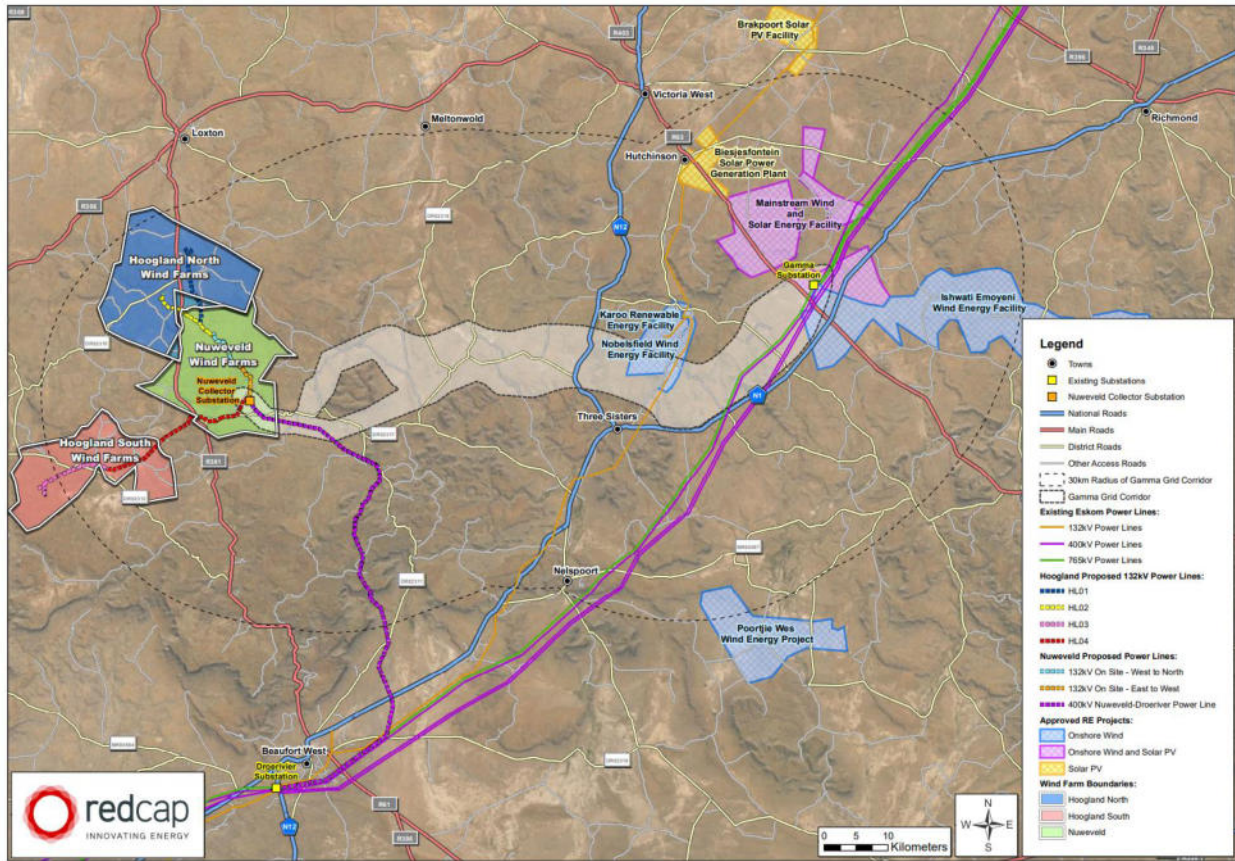 R403
Brakpoort Solar
PV Facility
R348
Victoria West
Richmond
Loxton
Meltonwold
R63
Hutchinson
Biesjesfontein
Solar Power
Generation Plant
Mainstream Wind
and
Solar Energy Facility
N12
Hoogland North
Wind Farms
Gamma
Substation
Ishwati Emoyeni
Wind Energy Facility
Karoo Renewable
Energy Facility
Nobelsfield Wind
Energy Facility
Nuweveld
Wind Farms
Nuweveld
Collector
Substation
N1
Three Sisters
Hoogland South
Wind Farms
R381
Nelspoort
Poortjie Wes
Wind Energy Project
Beaufort West
Droerivier
Substation
R61
N12
redcap
INNOVATING ENERGY
N
W E
S
0 5 10
Kilometers
Legend
Towns
Existing Substations
Nuweveld Collector Substation
National Roads
Main Roads
District Roads
Other Access Roads
30km Radius of Gamma Grid Corridor
Gamma Grid Corridor
Existing Eskom Power Lines:
132kV Power Lines
400kV Power Lines
765kV Power Lines
Hoogland Proposed 132kV Power Lines:
HL01
HL02
HL03
HL04
Nuweveld Proposed Power Lines:
132kV On Site - West to North
132kV On Site - East to West
400kV Nuweveld-Droeriver Power Line
Approved RE Projects:
Onshore Wind
Onshore Wind and Solar PV
Solar PV
Wind Farm Boundaries:
Hoogland North
Hoogland South
Nuweveld